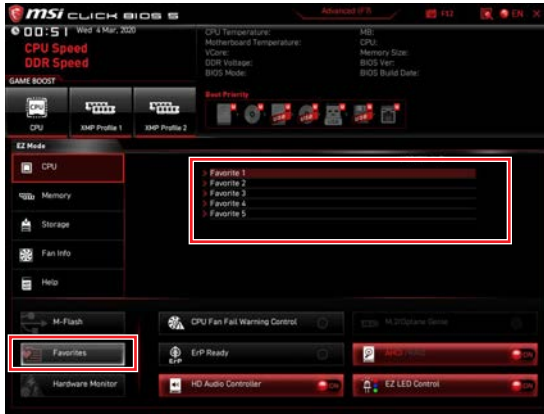 msi CLICK BIOS 5
Advanced (F7)
F12
EN
X
00:51 Wed 4 Mar, 2020
CPU Speed
DDR Speed
CPU Temperature:
Motherboard Temperature:
VCore:
DDR Voltage:
BIOS Mode:
MB:
CPU:
Memory Size:
BIOS Ver:
BIOS Build Date:
GAME BOOST
Boot Priority
CPU
CPU
XMP Profile 1
XMP Profile 2
EZ Mode
CPU
Memory
Storage
Fan Info
Help
> Favorite 1
> Favorite 2
> Favorite 3
> Favorite 4
> Favorite 5
M-Flash
Favorites
Hardware Monitor
CPU Fan Fail Warning Control
ErP
ErP Ready
HD Audio Controller
ON
AHCI /RAID
ON
EZ LED Control
ON